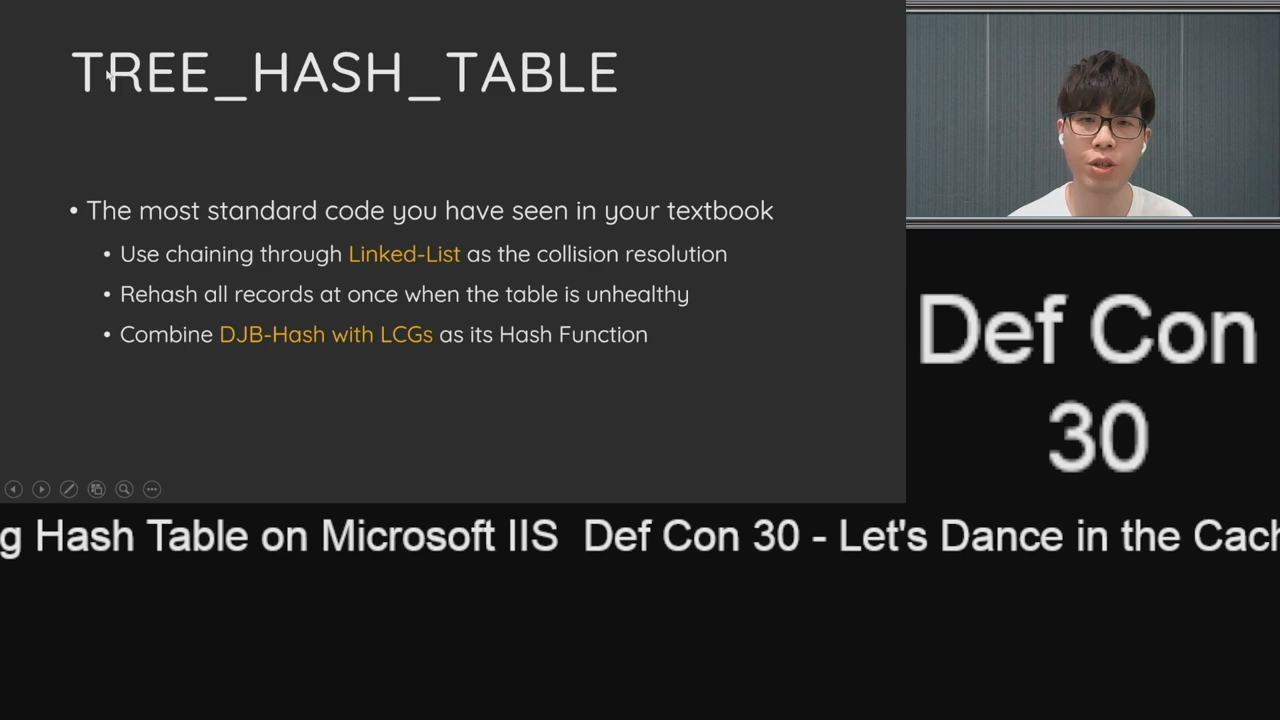 TREE_HASH_TABLE
• The most standard code you have seen in your textbook
• Use chaining through Linked-List as the collision resolution
• Rehash all records at once when the table is unhealthy
• Combine DJB-Hash with LCGs as its Hash Function
Def Con
30
g Hash Table on Microsoft IIS Def Con 30 - Let's Dance in the Cach